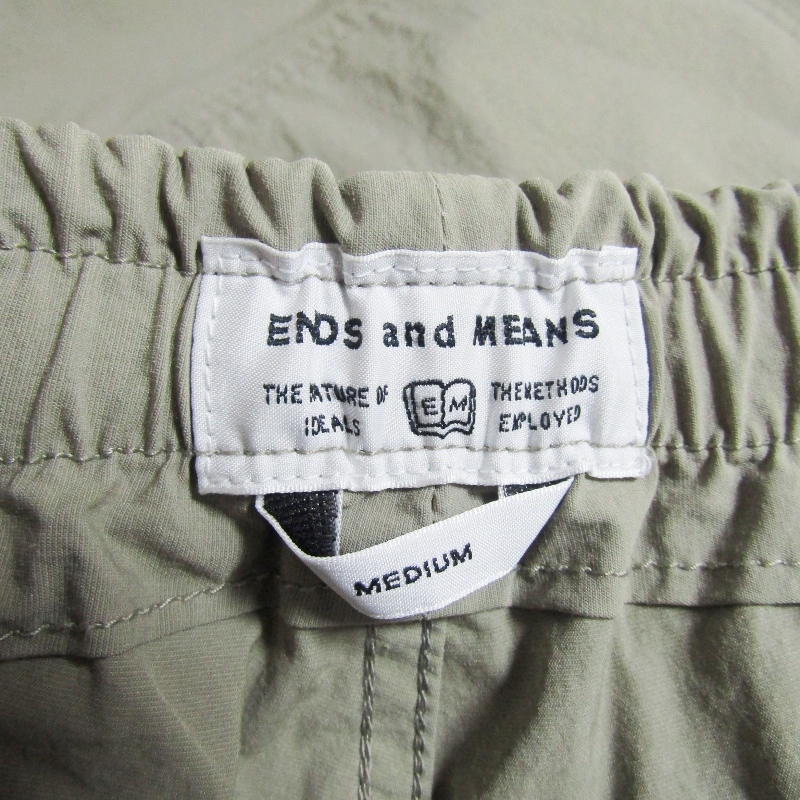 ENDS and MEANS
THE NATURE OF
IDEALS
E M
THE METHODS
EMPLOYED
MEDIUM